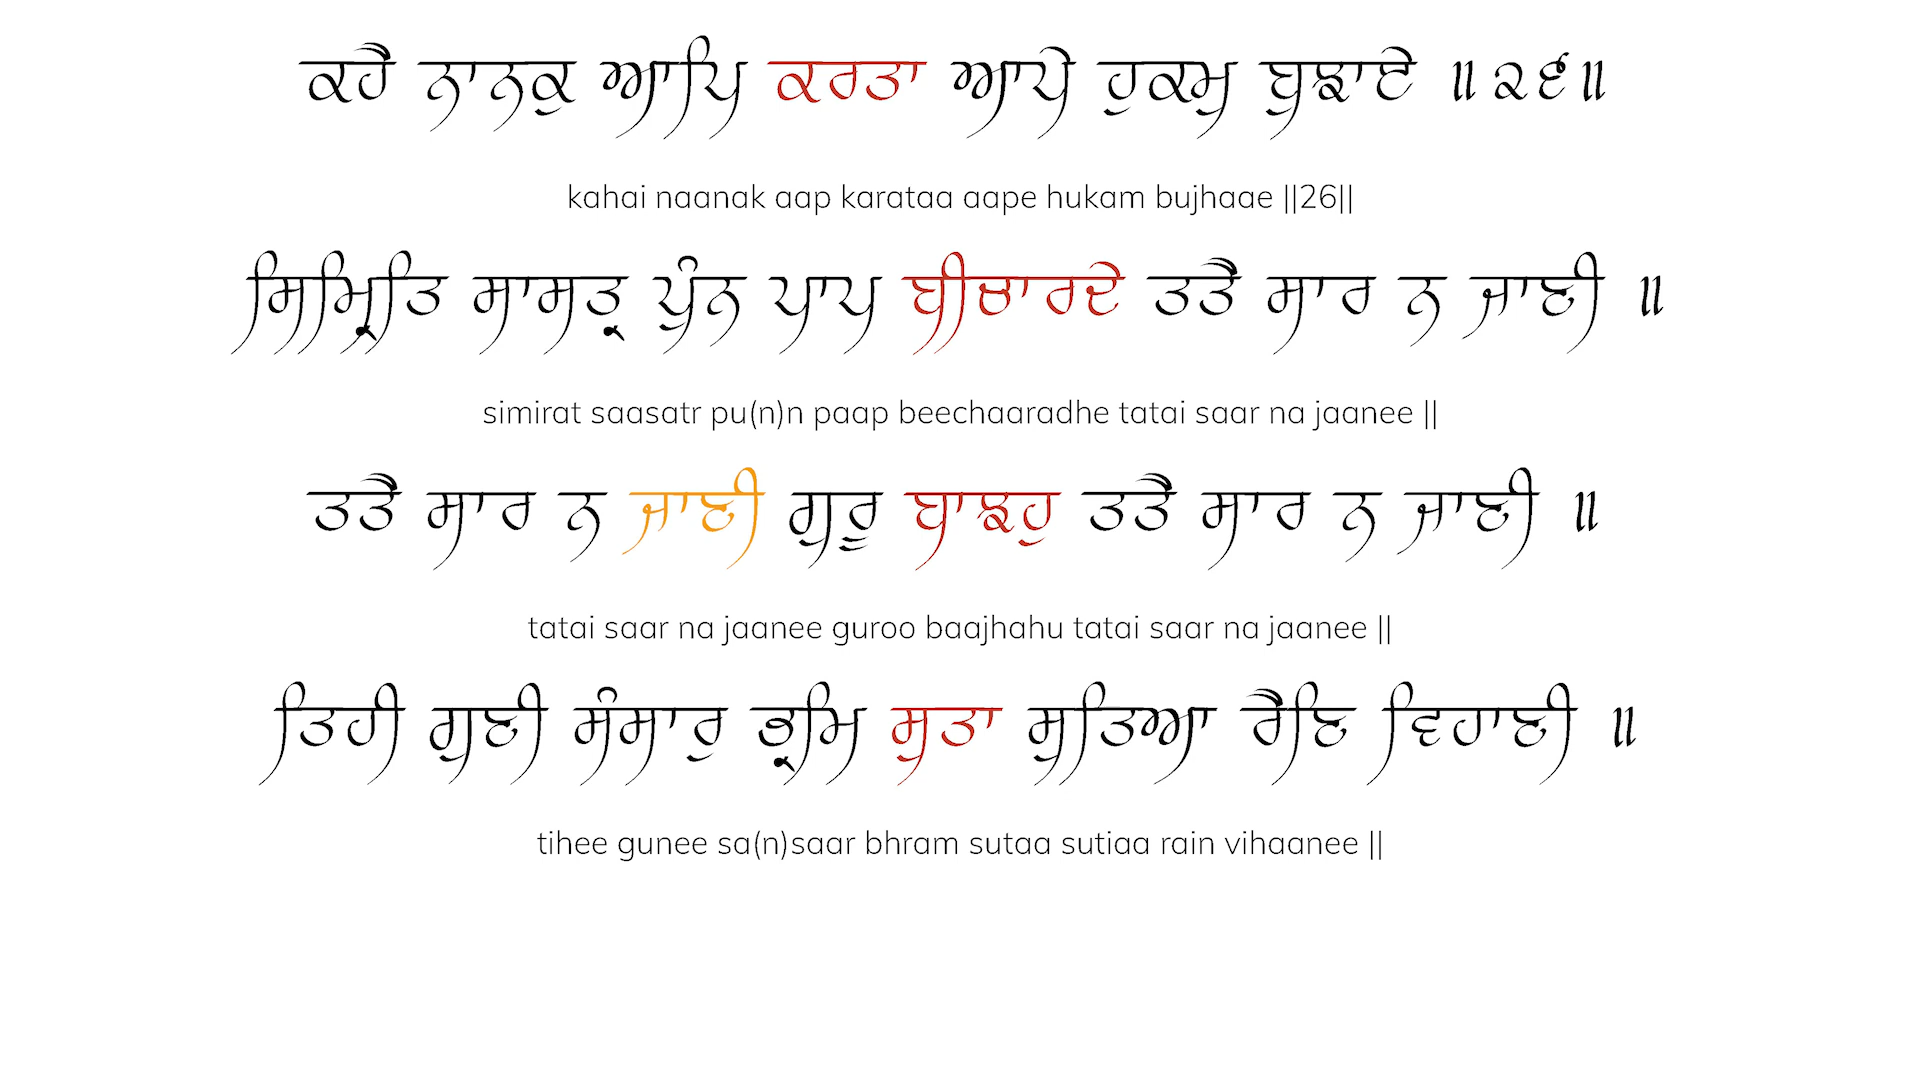 ਕਹੈ ਨਾਨਕੁ ਆਪਿ ਕਰਤਾ ਆਪੇ ਹੁਕਮੁ ਬੁਝਾਏ ॥੨੬॥
kahai naanak aap karataa aape hukam bujhaae ||26||
ਸਿਮ੍ਰਿਤਿ ਸਾਸਤ੍ਰ ਪੁੰਨ ਪਾਪ ਬੀਚਾਰਦੇ ਤਤੈ ਸਾਰ ਨ ਜਾਣੀ ॥
simirat saasatr pu(n)n paap beechaaradhe tatai saar na jaanee ||
ਤਤੈ ਸਾਰ ਨ ਜਾਣੀ ਗੁਰੂ ਬਾਝਹੁ ਤਤੈ ਸਾਰ ਨ ਜਾਣੀ ॥
tatai saar na jaanee guroo baajhahu tatai saar na jaanee ||
ਤਿਹੀ ਗੁਣੀ ਸੰਸਾਰੁ ਭ੍ਰਮਿ ਸੁਤਾ ਸੁਤਿਆ ਰੈਣਿ ਵਿਹਾਣੀ ॥
tihee gunee sa(n)saar bhram sutaa sutiaa rain vihaanee ||